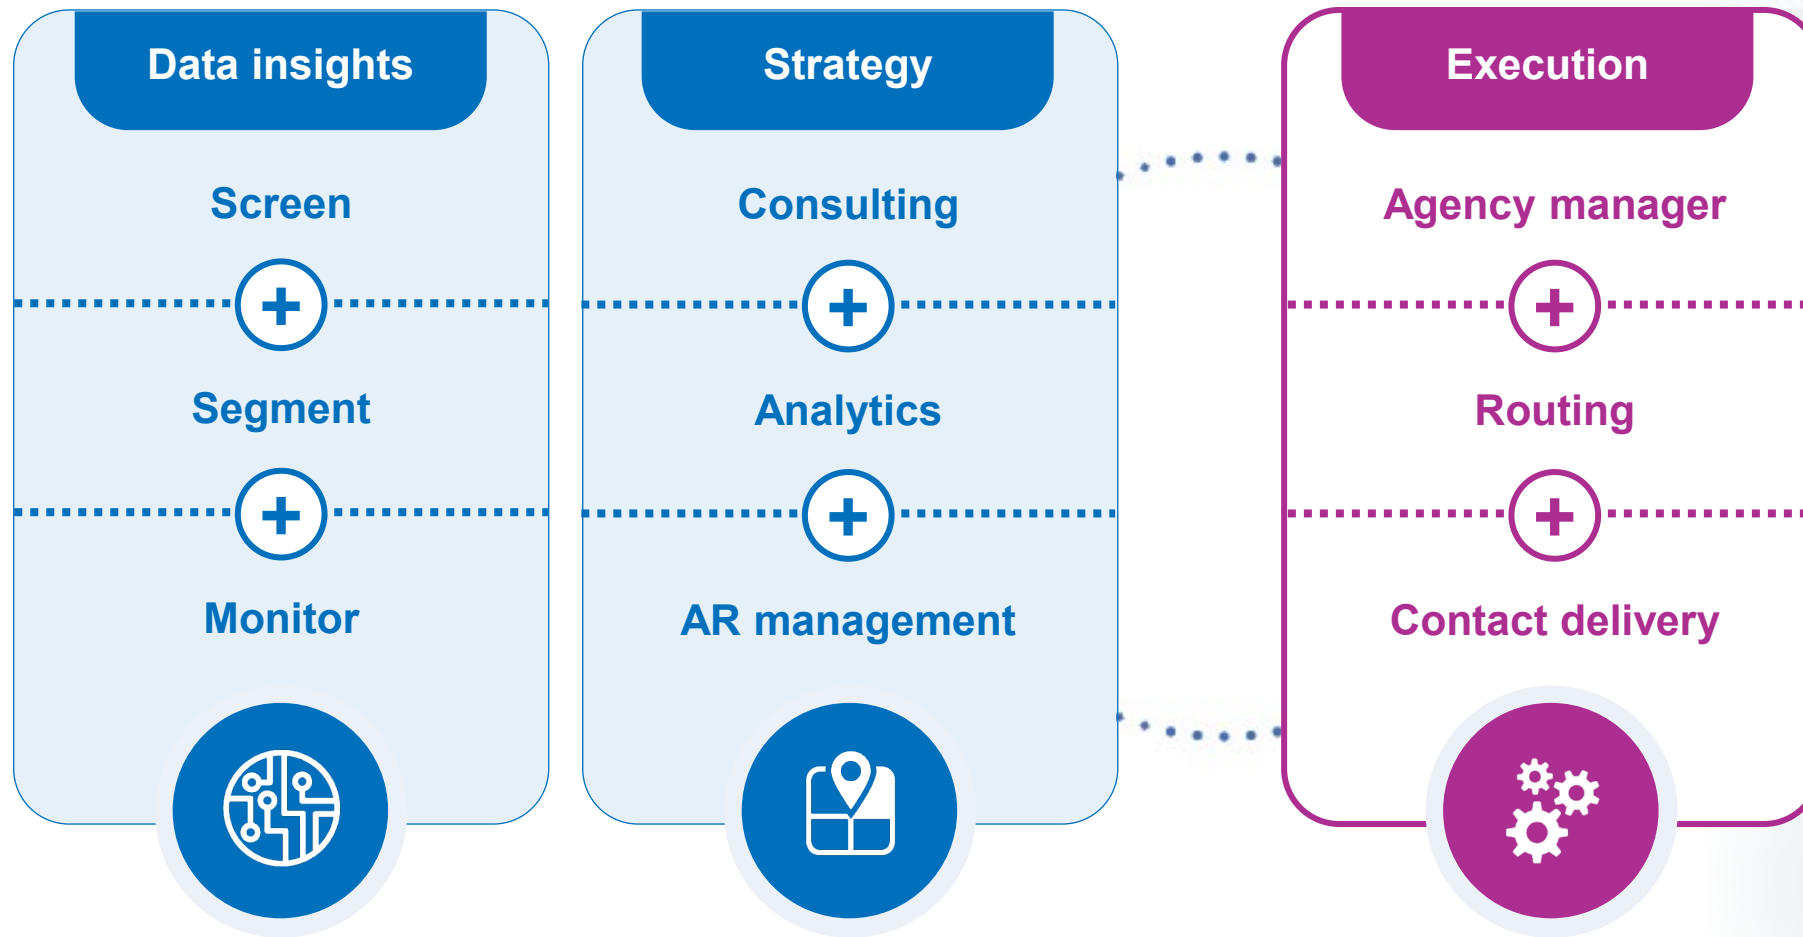 Data insights
Screen
+
Segment
+
Monitor
Strategy
Consulting
+
Analytics
+
AR management
Execution
Agency manager
+
Routing
+
Contact delivery